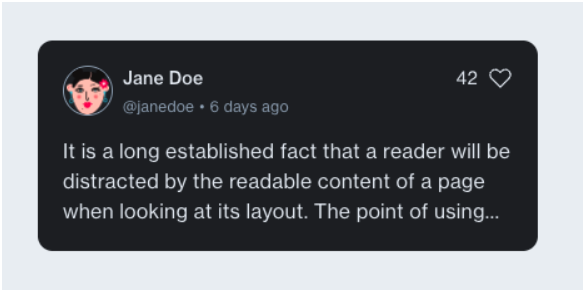 Jane Doe
42
@janedoe • 6 days ago
It is a long established fact that a reader will be
distracted by the readable content of a page
when looking at its layout. The point of using...